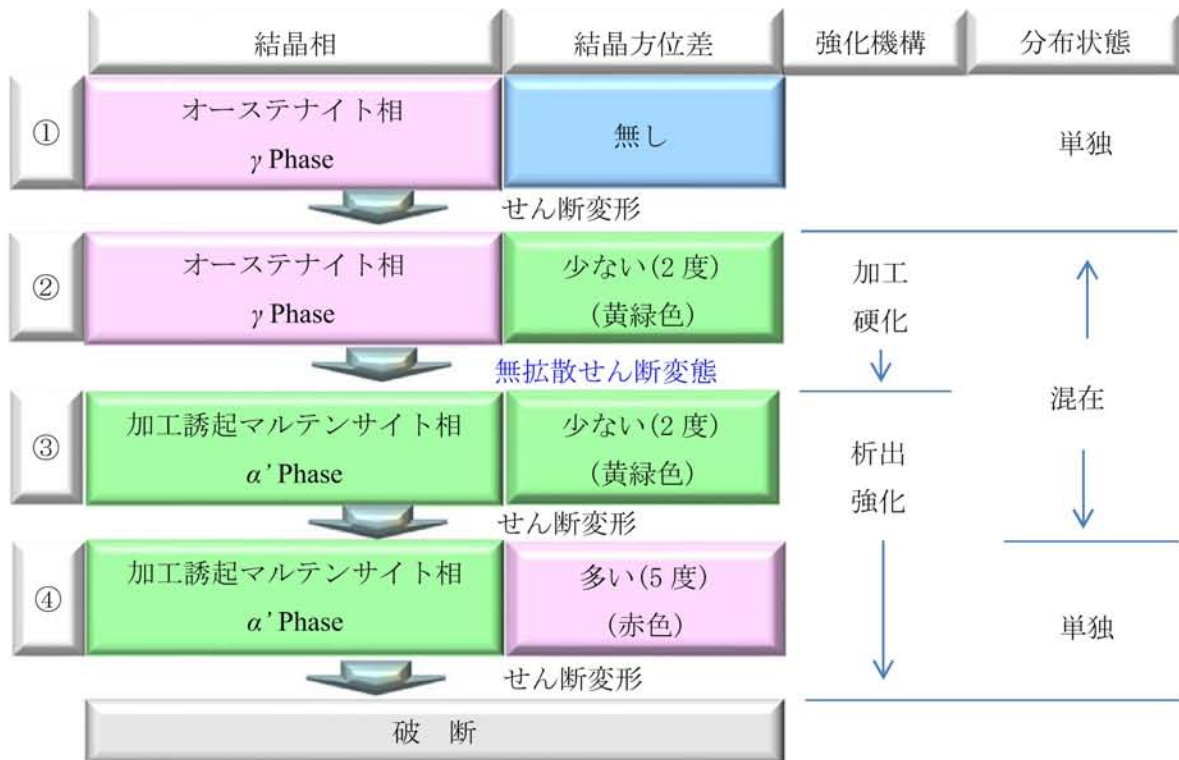 結晶相
結晶方位差
強化機構
分布状態
①
オーステナイト相
γ Phase
無し
単独
せん断変形
②
オーステナイト相
γ Phase
少ない(2 度)
(黄緑色)
加工
硬化
無拡散せん断変態
混在
③
加工誘起マルテンサイト相
α’ Phase
少ない(2 度)
(黄緑色)
析出
強化
せん断変形
④
加工誘起マルテンサイト相
α’ Phase
多い(5 度)
(赤色)
単独
せん断変形
破 断